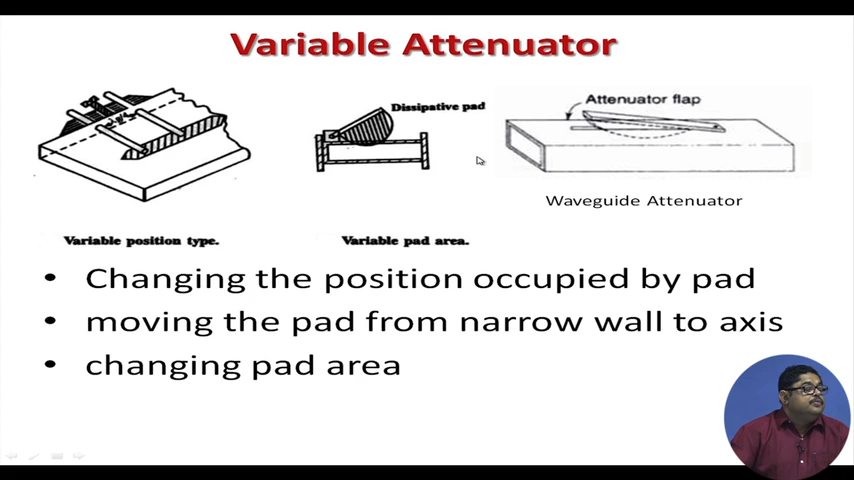 Variable Attenuator
Dissipative pad
Attenuator flap
Waveguide Attenuator
Variable position type.
Variable pad area.
• Changing the position occupied by pad
• moving the pad from narrow wall to axis
• changing pad area